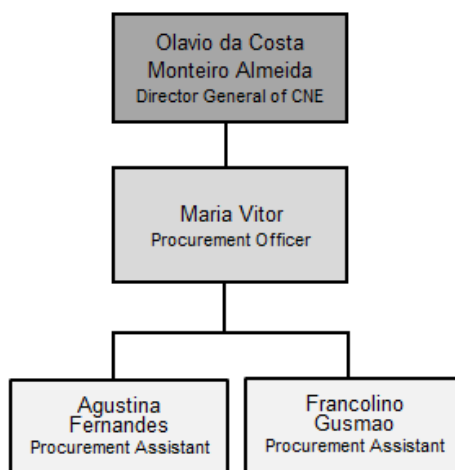 Olavio da Costa
Monteiro Almeida
Director General of CNE
Maria Vitor
Procurement Officer
Agustina
Fernandes
Procurement Assistant
Francolino
Gusmao
Procurement Assistant